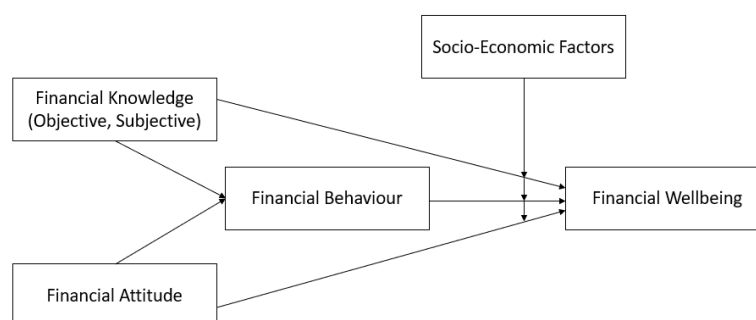 Socio-Economic Factors
Financial Knowledge
(Objective, Subjective)
Financial Behaviour
Financial Wellbeing
Financial Attitude